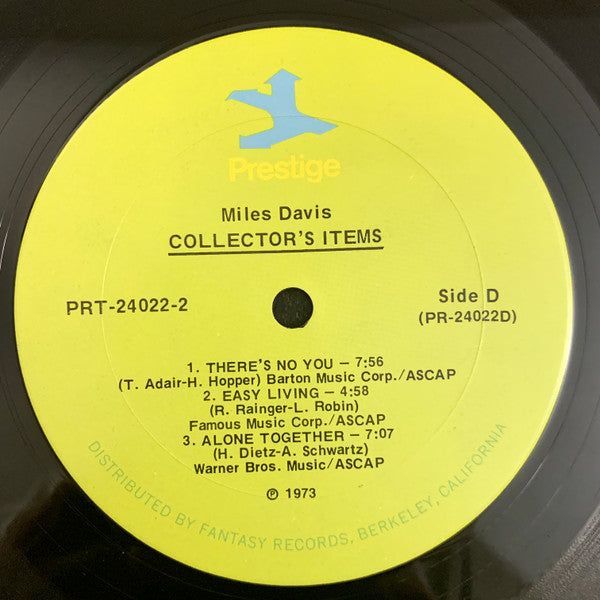 Prestige
Miles Davis
COLLECTOR'S ITEMS
PRT-24022-2
Side D
(PR-24022D)
1. THERE'S NO YOU – 7:56
(T. Adair-H. Hopper) Barton Music Corp./ASCAP
2. EASY LIVING – 4:58
(R. Rainger-L. Robin)
Famous Music Corp./ASCAP
3. ALONE TOGETHER – 7:07
(H. Dietz-A. Schwartz)
Warner Bros. Music/ASCAP
℗ 1973
DISTRIBUTED BY FANTASY RECORDS, BERKELEY, CALIFORNIA